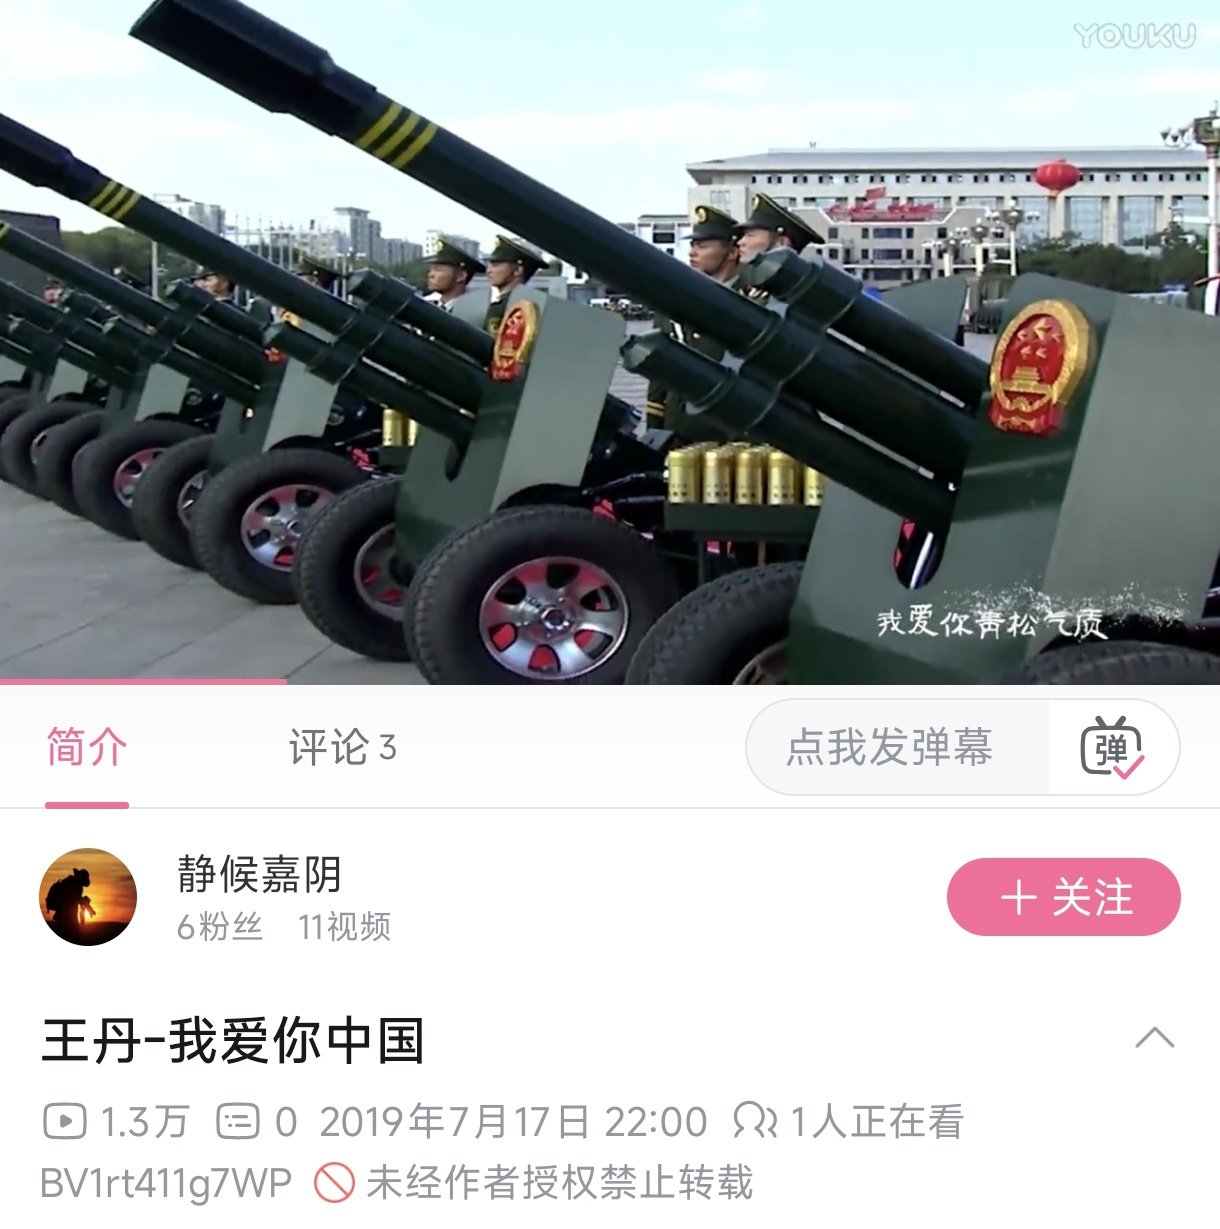 YOUKU
我爱你青松气质
简介
评论 3
点我发弹幕
弹
静候嘉阴
6粉丝 11视频
关注
王丹-我爱你中国
1.3万 0 2019年7月17日 22:00 1人正在看
BV1rt411g7WP 未经作者授权禁止转载